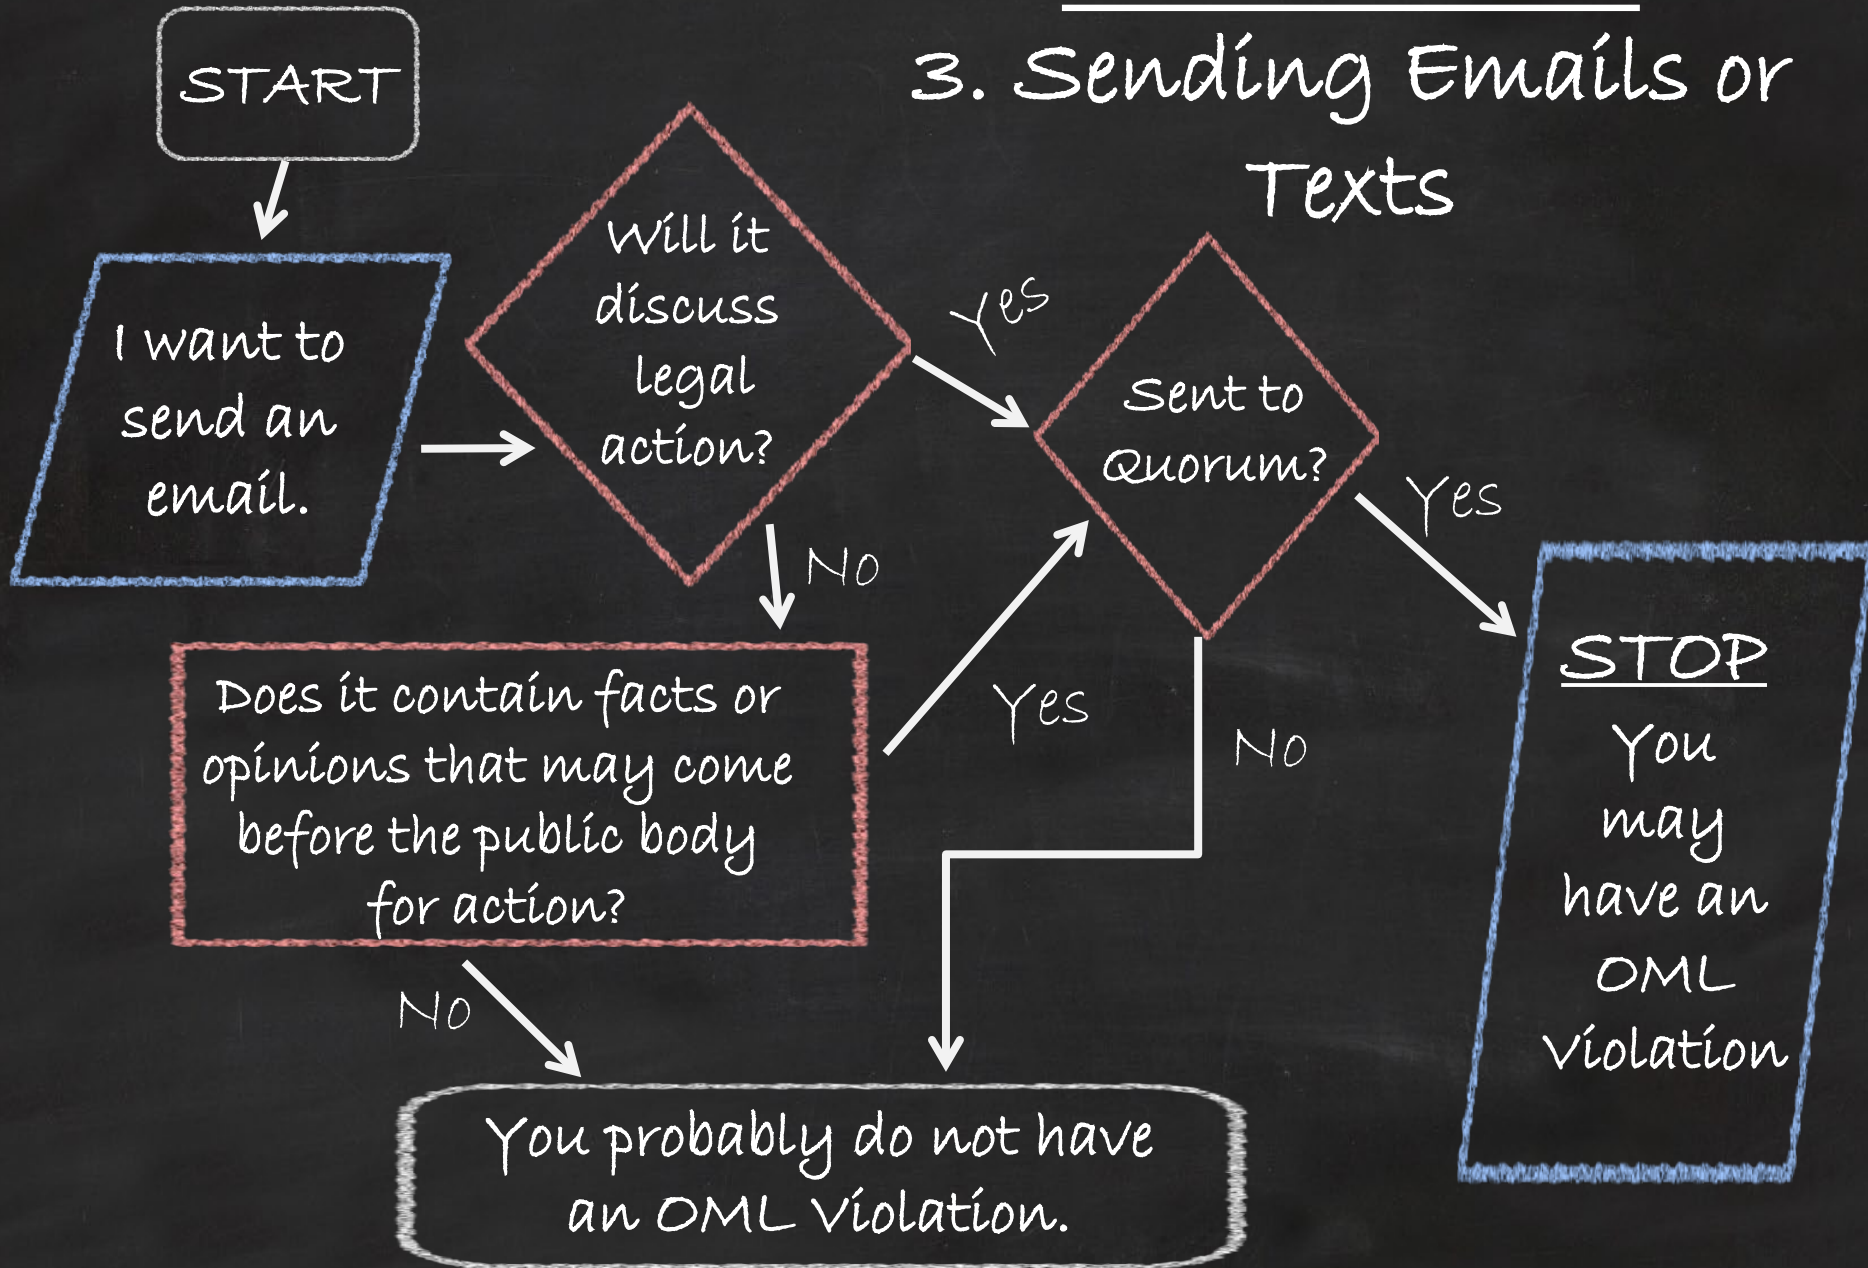 3. Sending Emails or
Texts
START
I want to
send an
email.
Will it
discuss
legal
action?
Yes
No
Sent to
Quorum?
Yes
No
Does it contain facts or
opinions that may come
before the public body
for action?
Yes
No
STOP
You
may
have an
OML
Violation
You probably do not have
an OML Violation.